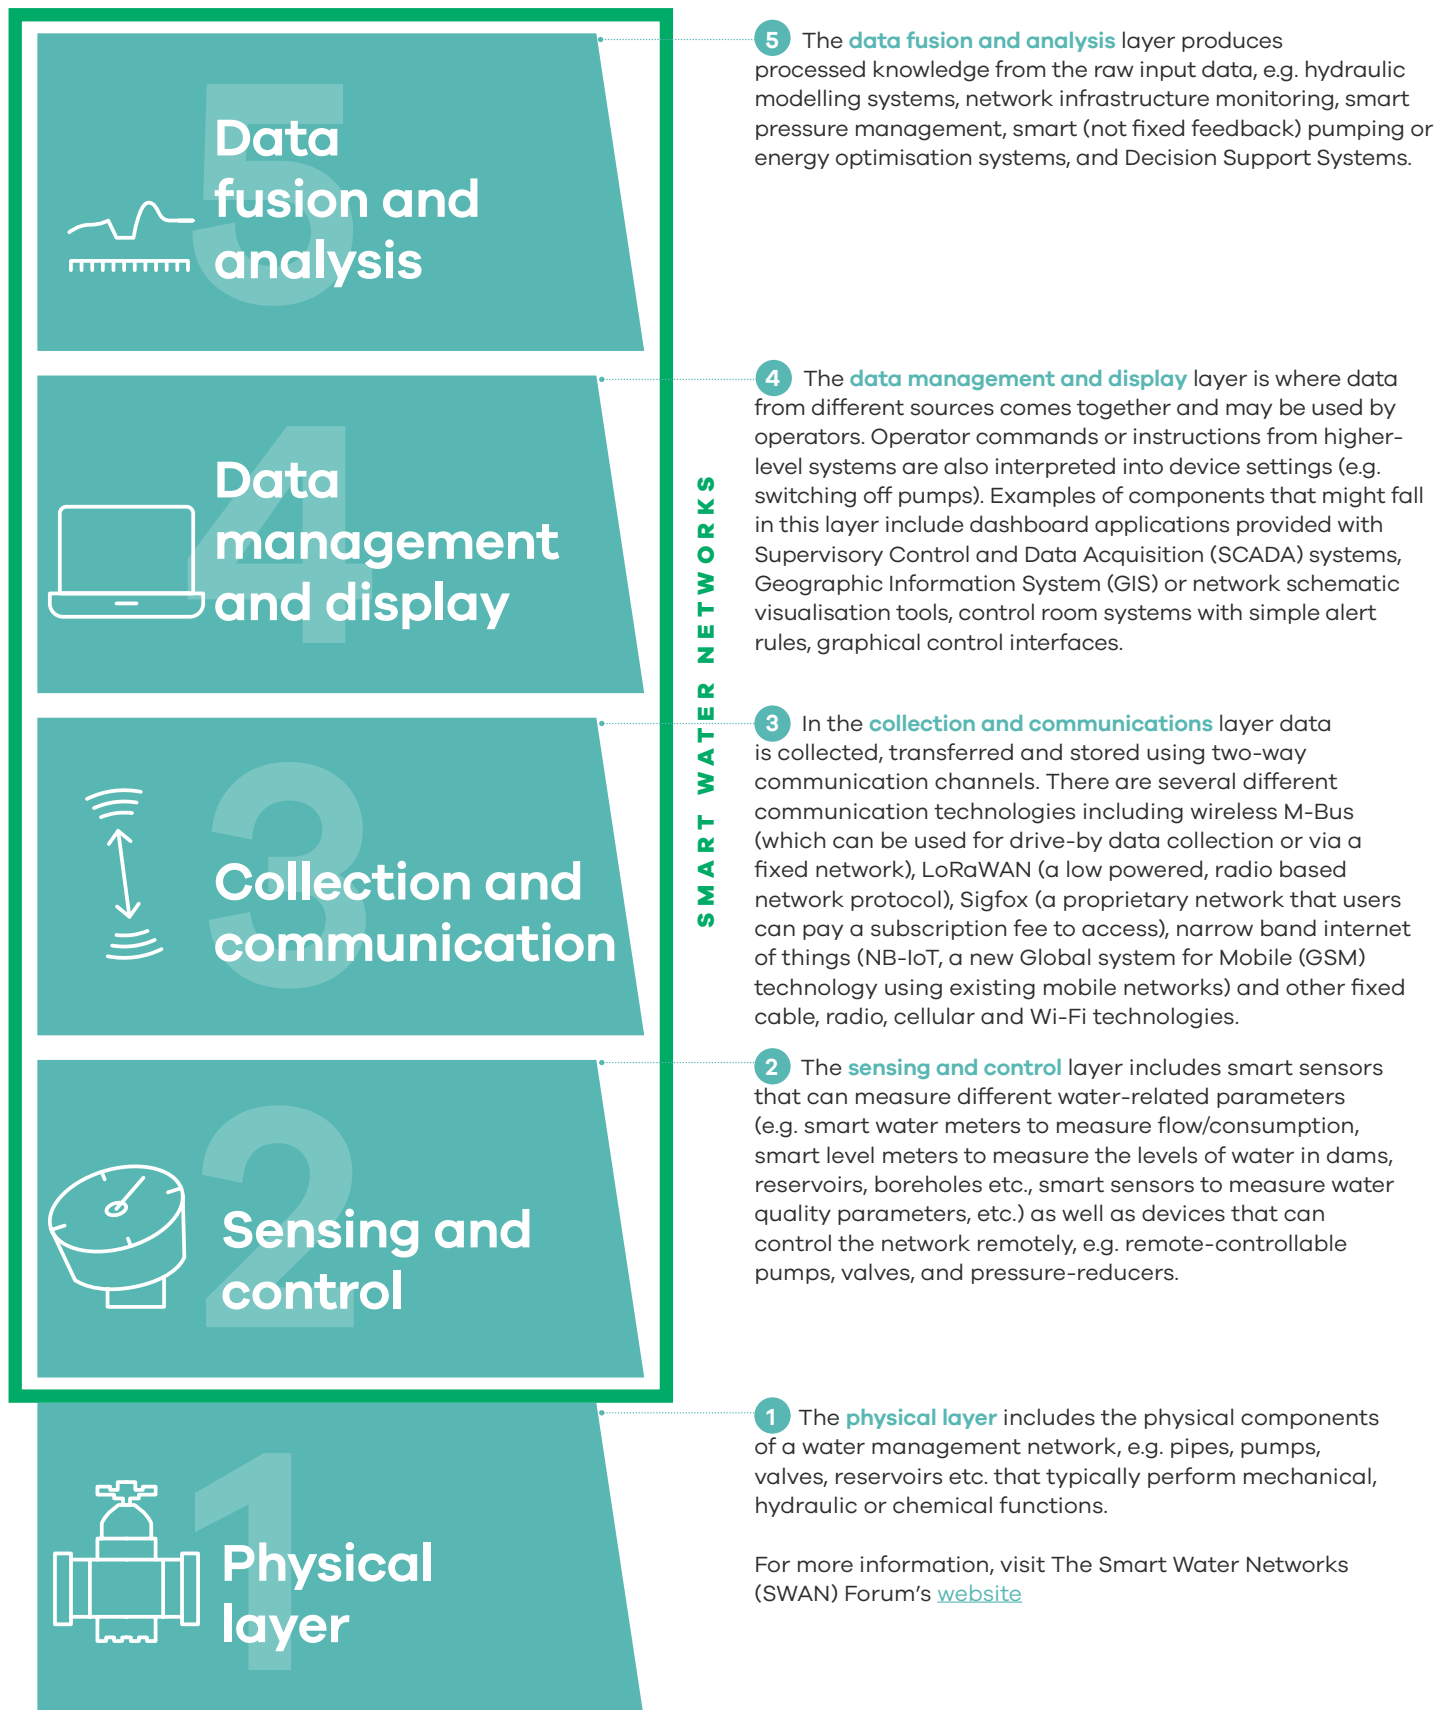 5
Data
fusion and
analysis
5 The data fusion and analysis layer produces
processed knowledge from the raw input data, e.g. hydraulic
modelling systems, network infrastructure monitoring, smart
pressure management, smart (not fixed feedback) pumping or
energy optimisation systems, and Decision Support Systems.
4
Data
management
and display
4 The data management and display layer is where data
from different sources comes together and may be used by
operators. Operator commands or instructions from higher-
level systems are also interpreted into device settings (e.g.
switching off pumps). Examples of components that might fall
in this layer include dashboard applications provided with
Supervisory Control and Data Acquisition (SCADA) systems,
Geographic Information System (GIS) or network schematic
visualisation tools, control room systems with simple alert
rules, graphical control interfaces.
SMART WATER NETWORKS
3
Collection and
communication
3 In the collection and communications layer data
is collected, transferred and stored using two-way
communication channels. There are several different
communication technologies including wireless M-Bus
(which can be used for drive-by data collection or via a
fixed network), LoRaWAN (a low powered, radio based
network protocol), Sigfox (a proprietary network that users
can pay a subscription fee to access), narrow band internet
of things (NB-IoT, a new Global system for Mobile (GSM)
technology using existing mobile networks) and other fixed
cable, radio, cellular and Wi-Fi technologies.
2
Sensing and
control
2 The sensing and control layer includes smart sensors
that can measure different water-related parameters
(e.g. smart water meters to measure flow/consumption,
smart level meters to measure the levels of water in dams,
reservoirs, boreholes etc., smart sensors to measure water
quality parameters, etc.) as well as devices that can
control the network remotely, e.g. remote-controllable
pumps, valves, and pressure-reducers.
1
Physical
layer
1 The physical layer includes the physical components
of a water management network, e.g. pipes, pumps,
valves, reservoirs etc. that typically perform mechanical,
hydraulic or chemical functions.
For more information, visit The Smart Water Networks
(SWAN) Forum’s website